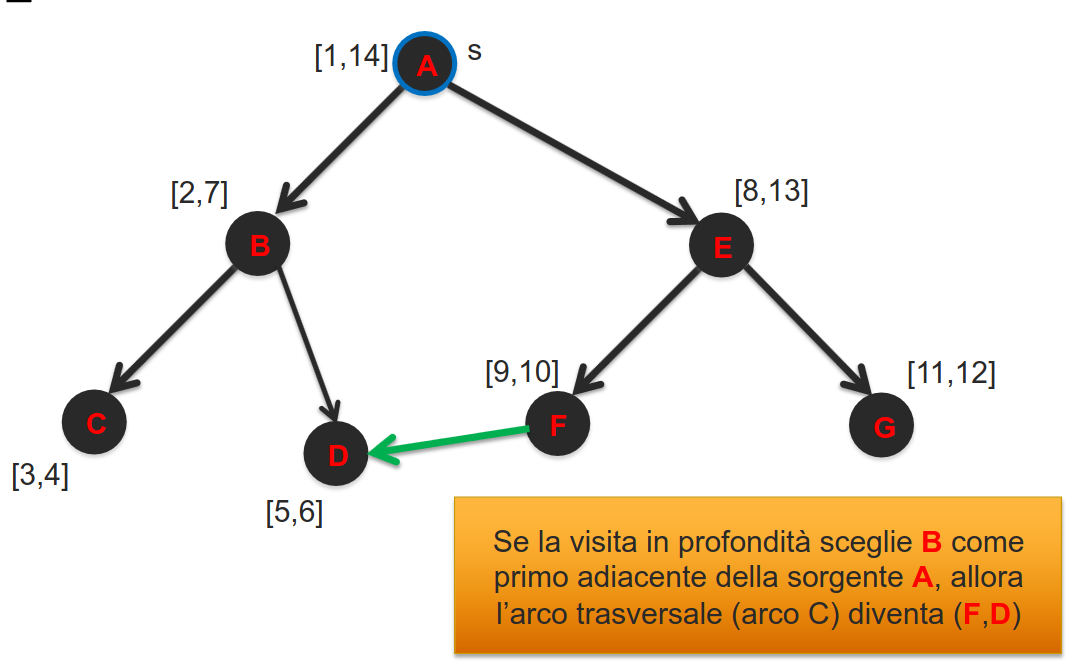 [1,14]
A
s
[2,7]
B
[8,13]
E
[9,10]
[11,12]
C
D
F
G
[3,4]
[5,6]
Se la visita in profondità sceglie B come
primo adiacente della sorgente A, allora
l’arco trasversale (arco C) diventa (F,D)